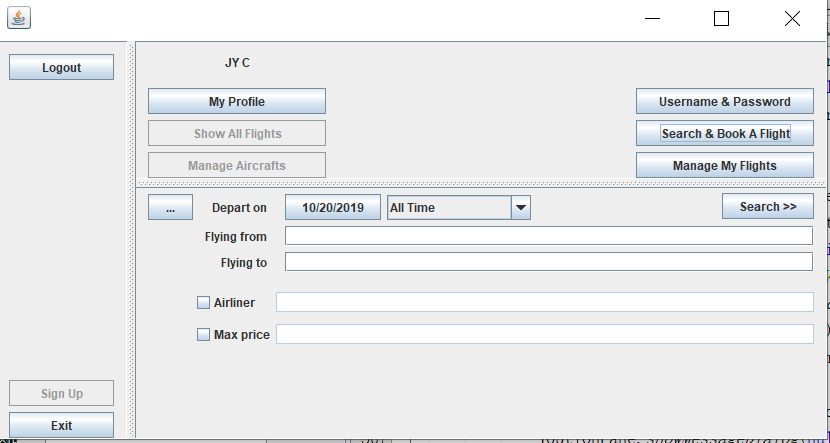 Logout
JY C
My Profile
Username & Password
Show All Flights
Search & Book A Flight
Manage Aircrafts
Manage My Flights
...
Depart on
10/20/2019
All Time
Search >>
Flying from
Flying to
Airliner
Max price
Sign Up
Exit